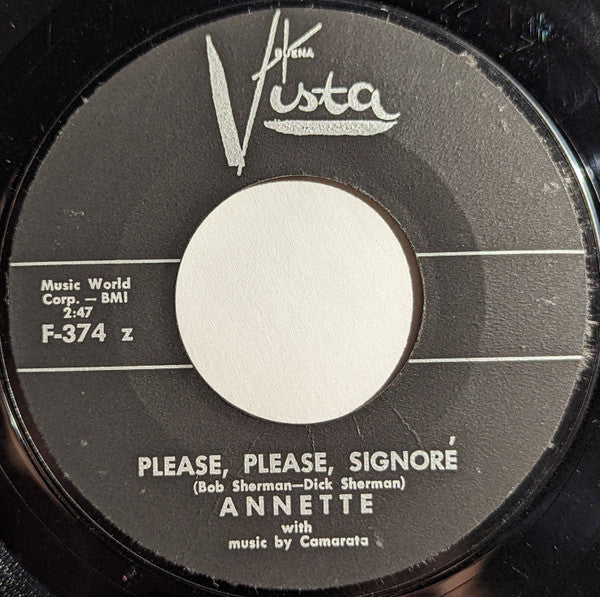 BUENA
Vista
Music World
Corp. — BMI
2:47
F-374 z
PLEASE, PLEASE, SIGNORÉ
(Bob Sherman—Dick Sherman)
ANNETTE
with
music by Camarata